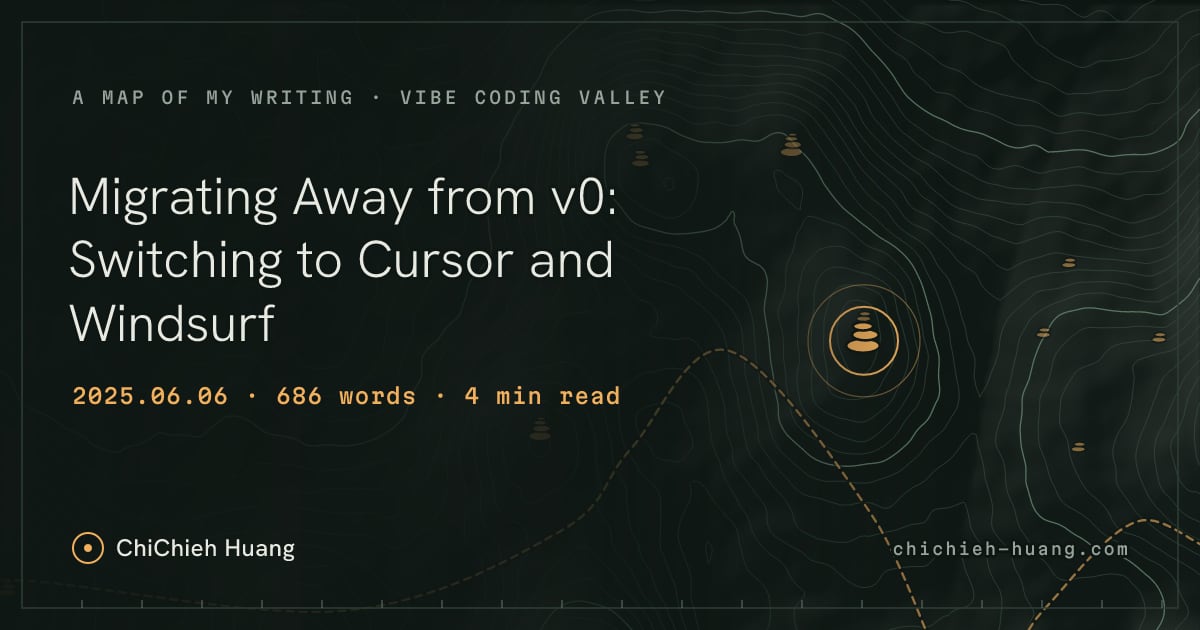 A MAP OF MY WRITING · VIBE CODING VALLEY
Migrating Away from v0:
Switching to Cursor and
Windsurf
2025.06.06 · 686 words · 4 min read
ChiChieh Huang
chichieh-huang.com